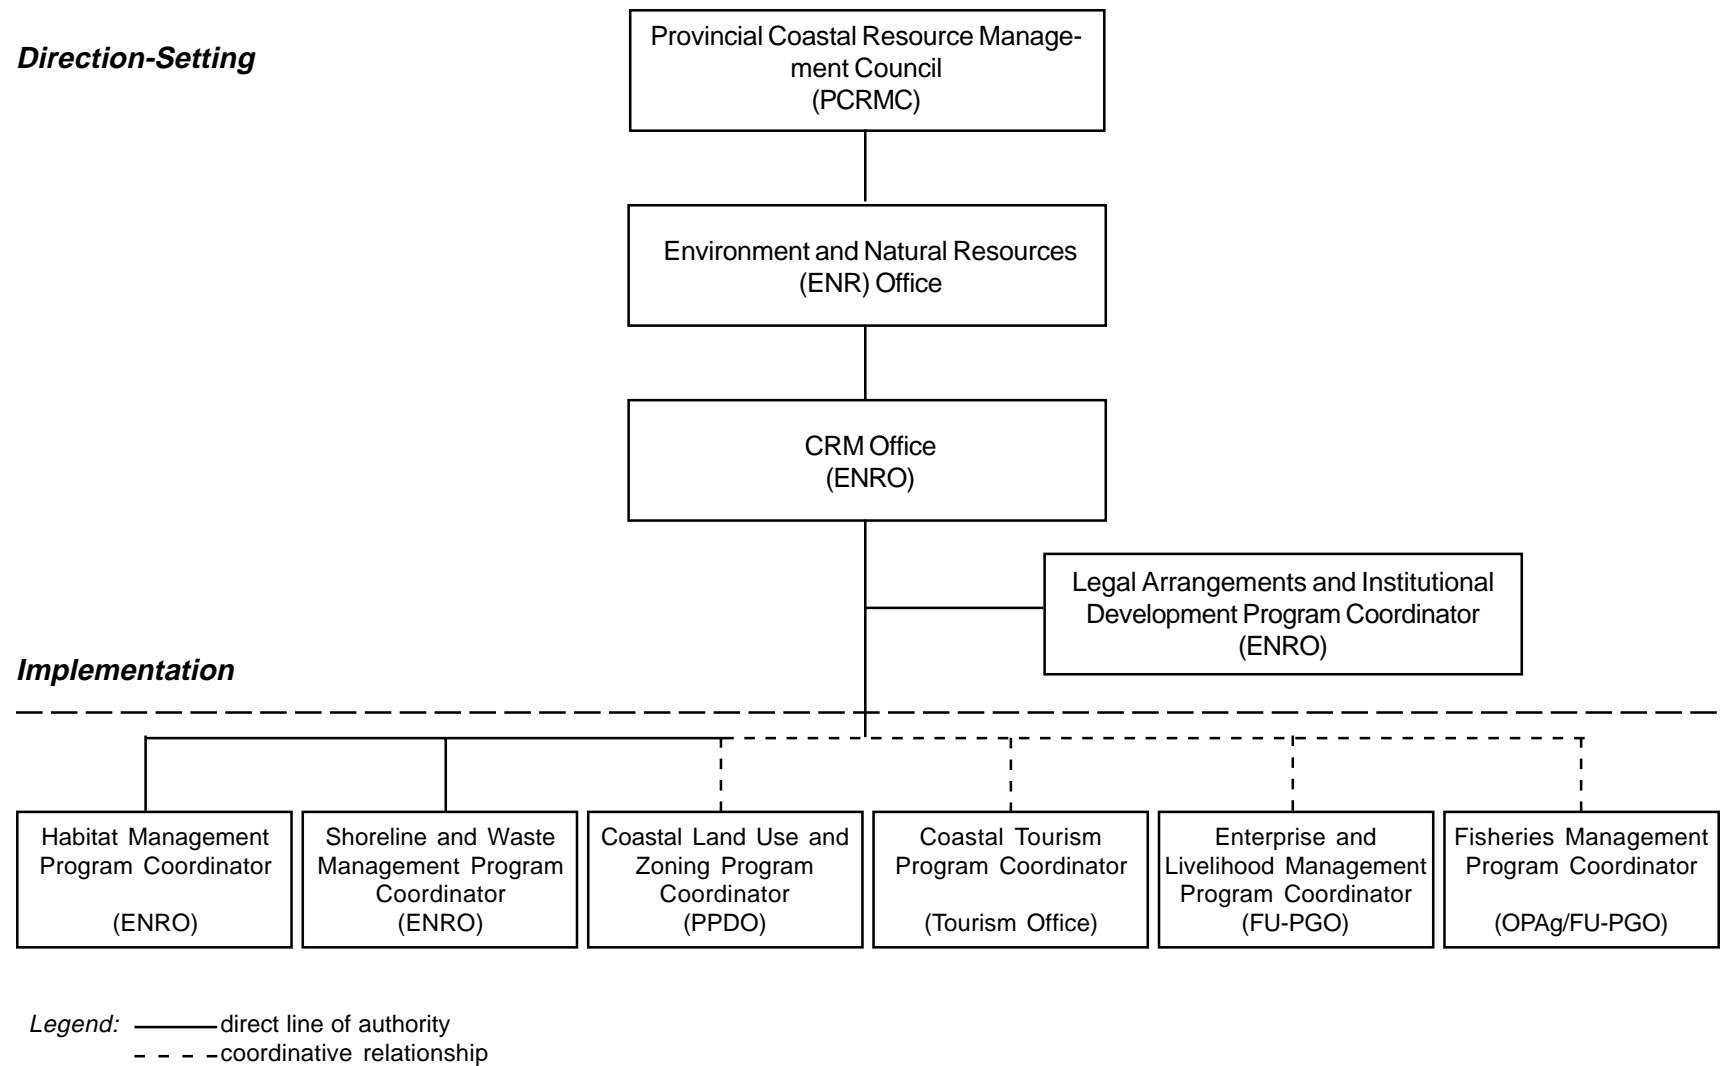 Direction-Setting
Provincial Coastal Resource Manage-
ment Council
(PCRMC)
Environment and Natural Resources
(ENR) Office
CRM Office
(ENRO)
Legal Arrangements and Institutional
Development Program Coordinator
(ENRO)
Implementation
Habitat Management
Program Coordinator
(ENRO)
Shoreline and Waste
Management Program
Coordinator
(ENRO)
Coastal Land Use and
Zoning Program
Coordinator
(PPDO)
Coastal Tourism
Program Coordinator
(Tourism Office)
Enterprise and
Livelihood Management
Program Coordinator
(FU-PGO)
Fisheries Management
Program Coordinator
(OPAg/FU-PGO)
Legend: direct line of authority
coordinative relationship